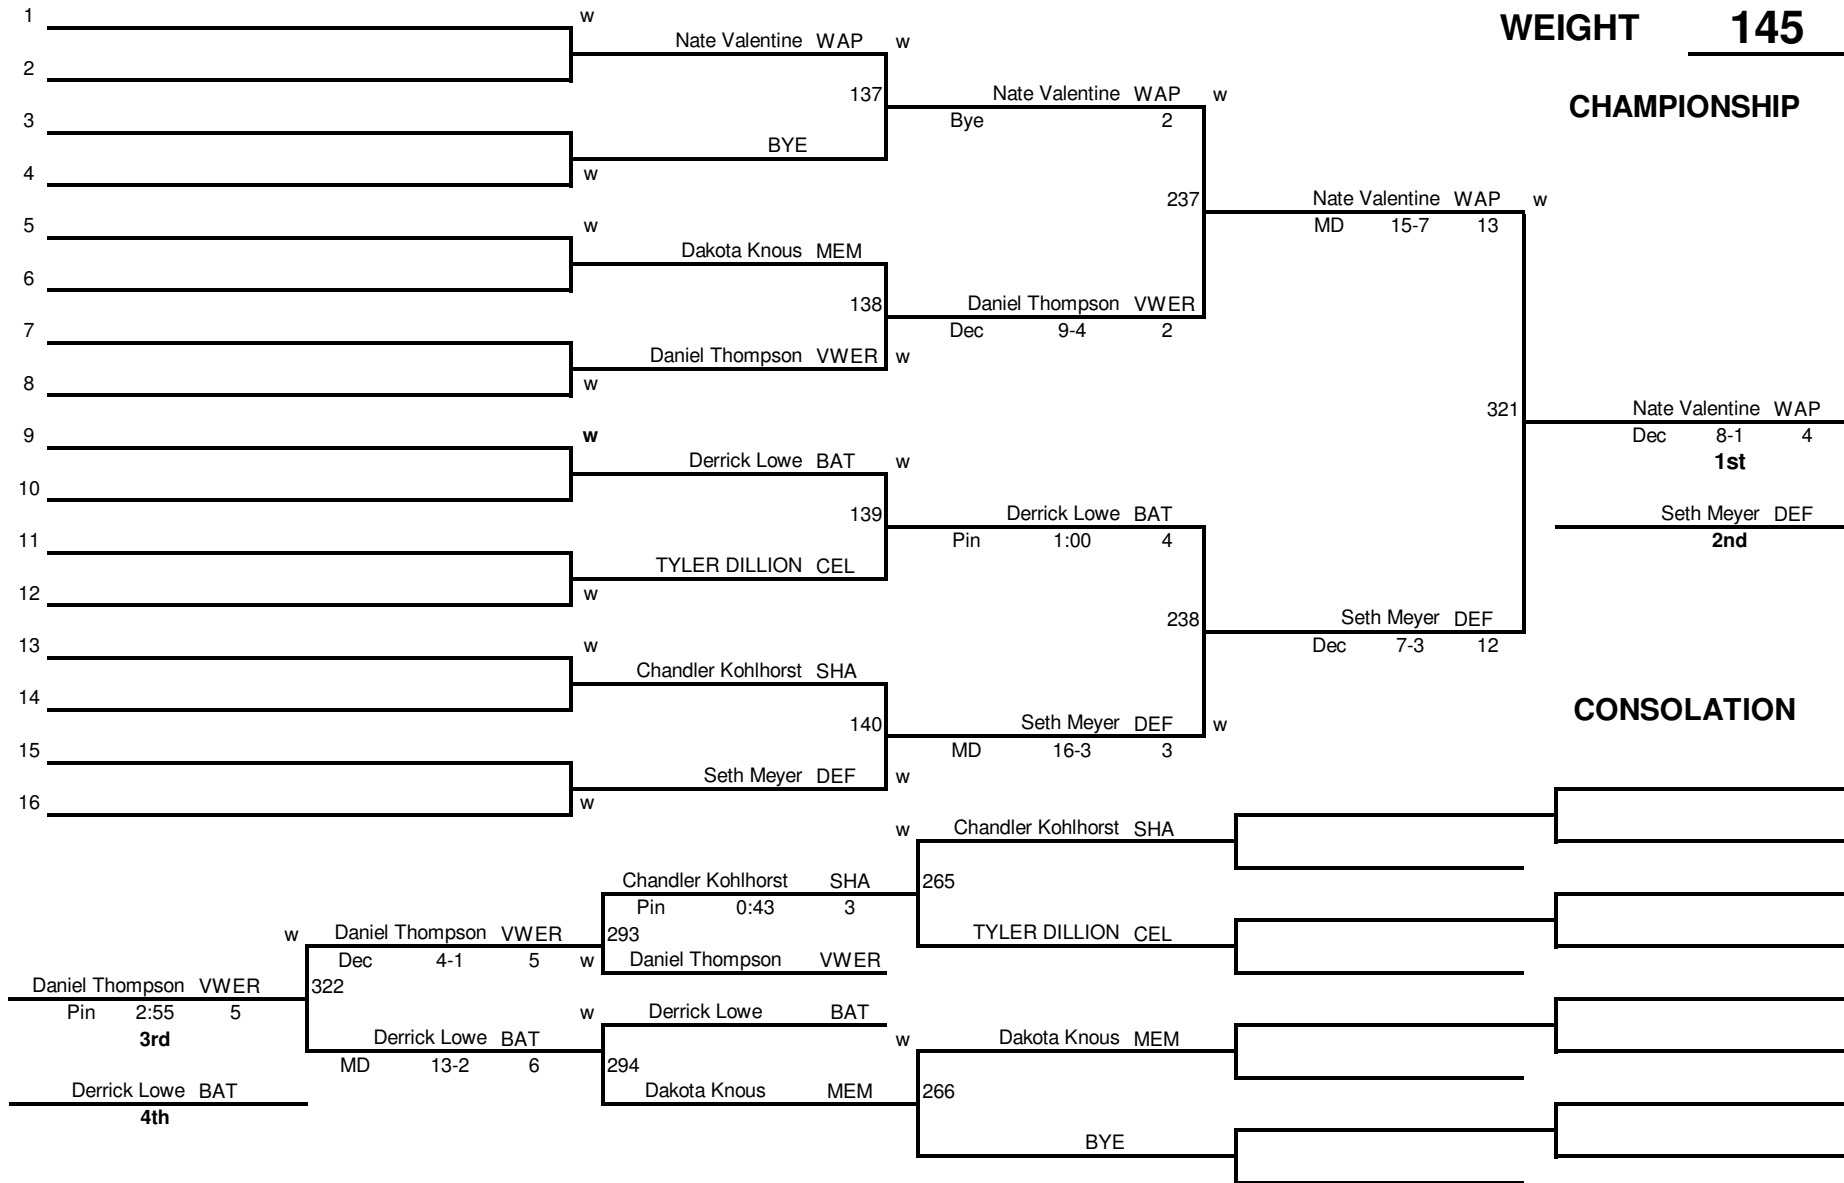 WEIGHT 145
1 w
Nate Valentine WAP w
2
137 Nate Valentine WAP w
CHAMPIONSHIP
3 Bye 2
BYE
4 w
237 Nate Valentine WAP w
5 w MD 15-7 13
Dakota Knous MEM
6
138 Daniel Thompson VWER
7 Dec 9-4 2
Daniel Thompson VWER w
8 w
321 Nate Valentine WAP
9 w Dec 8-1 4
Derrick Lowe BAT w 1st
10
139 Derrick Lowe BAT Seth Meyer DEF
11 Pin 1:00 4 2nd
TYLER DILLION CEL
12 w
238 Seth Meyer DEF
13 w Dec 7-3 12
Chandler Kohlhorst SHA
14
CONSOLATION
140 Seth Meyer DEF w
15 MD 16-3 3
Seth Meyer DEF w
16 w
w Chandler Kohlhorst SHA
Chandler Kohlhorst SHA 265
Pin 0:43 3
w Daniel Thompson VWER 293 TYLER DILLION CEL
Dec 4-1 5 w Daniel Thompson VWER
Daniel Thompson VWER 322
Pin 2:55 5 w Derrick Lowe BAT
3rd Derrick Lowe BAT w Dakota Knous MEM
MD 13-2 6 294
Derrick Lowe BAT Dakota Knous MEM 266
4th
BYE